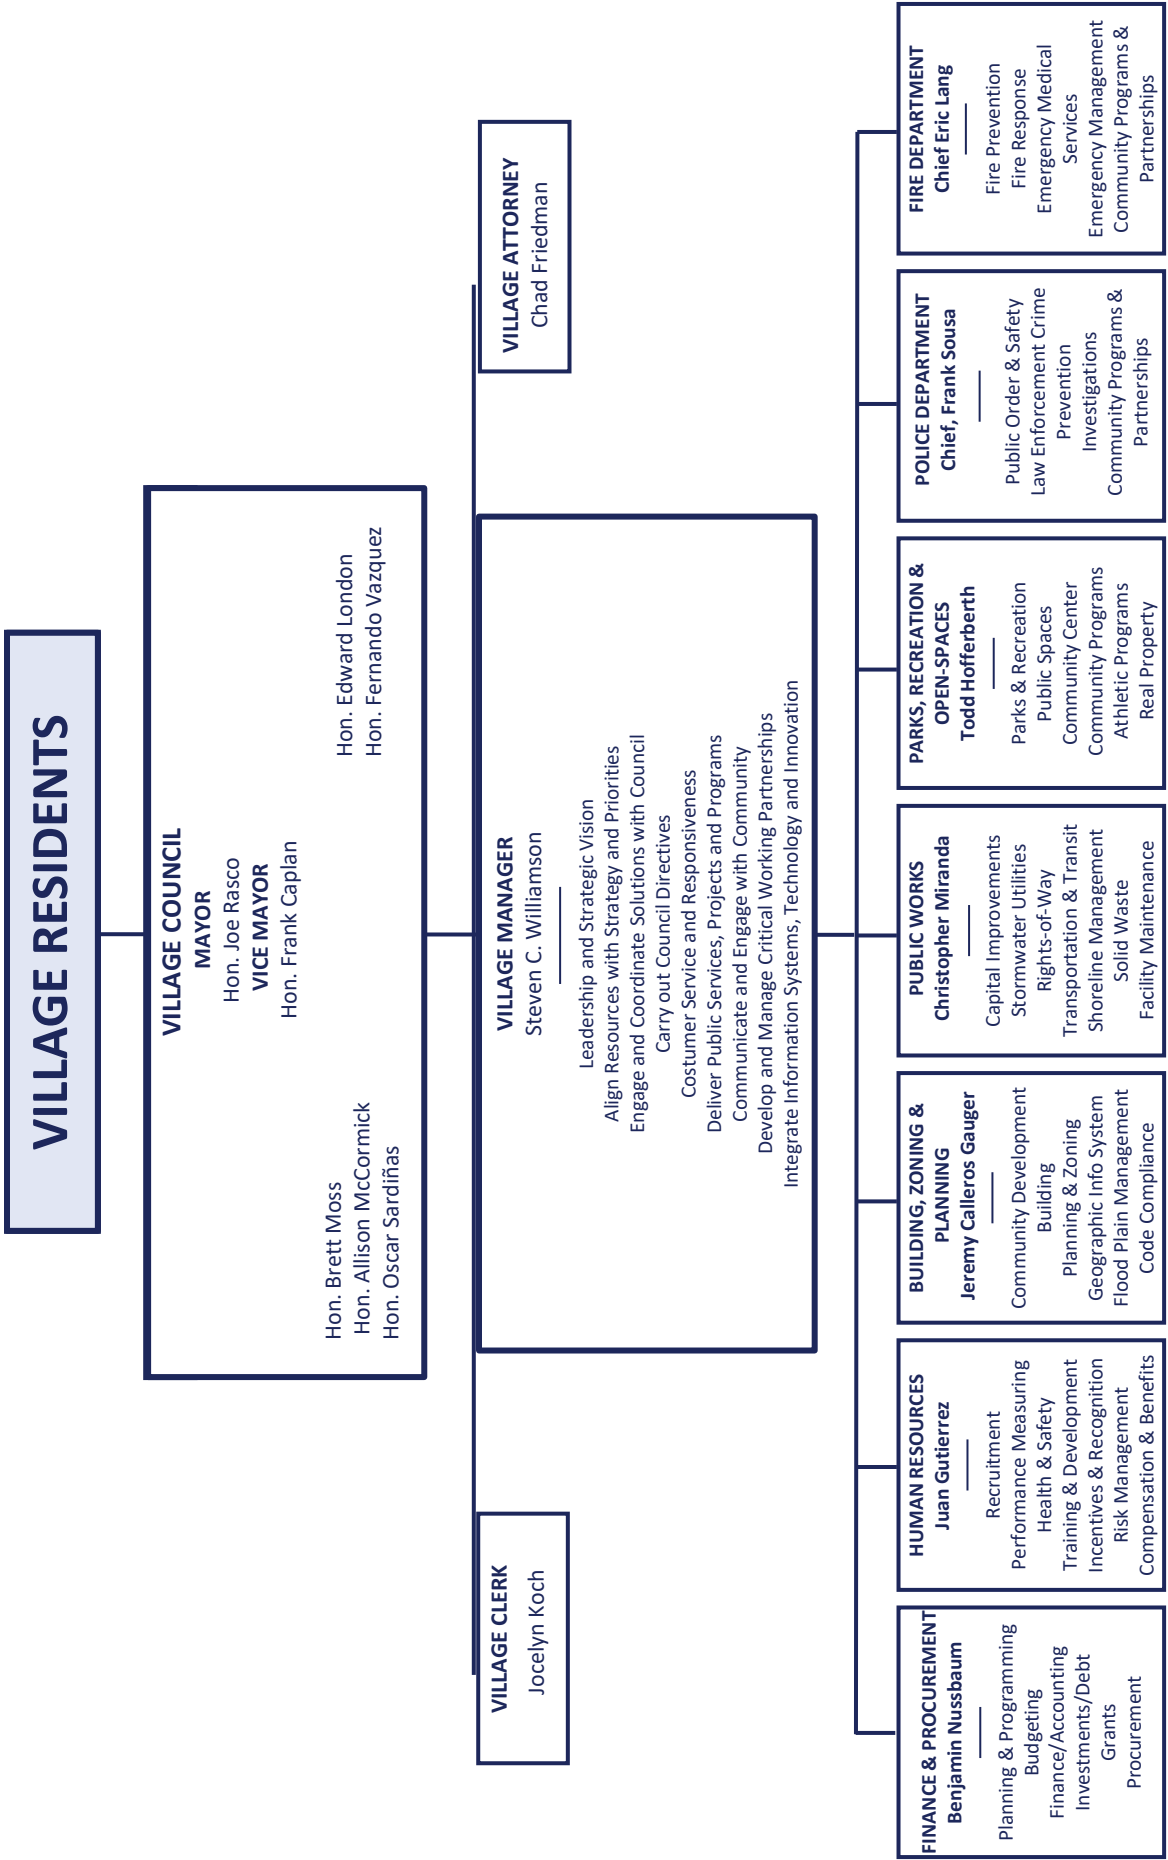 VILLAGE RESIDENTS
VILLAGE COUNCIL
MAYOR
Hon. Joe Rasco
VICE MAYOR
Hon. Frank Caplan
Hon. Brett Moss
Hon. Allison McCormick
Hon. Oscar Sardiñas
Hon. Edward London
Hon. Fernando Vazquez
VILLAGE CLERK
Jocelyn Koch
VILLAGE MANAGER
Steven C. Williamson
Leadership and Strategic Vision
Align Resources with Strategy and Priorities
Engage and Coordinate Solutions with Council
Carry out Council Directives
Costumer Service and Responsiveness
Deliver Public Services, Projects and Programs
Communicate and Engage with Community
Develop and Manage Critical Working Partnerships
Integrate Information Systems, Technology and Innovation
VILLAGE ATTORNEY
Chad Friedman
FINANCE & PROCUREMENT
Benjamin Nussbaum
Planning & Programming
Budgeting
Finance/Accounting
Investments/Debt
Grants
Procurement
HUMAN RESOURCES
Juan Gutierrez
Recruitment
Performance Measuring
Health & Safety
Training & Development
Incentives & Recognition
Risk Management
Compensation & Benefits
BUILDING, ZONING &
PLANNING
Jeremy Calleros Gauger
Community Development
Building
Planning & Zoning
Geographic Info System
Flood Plain Management
Code Compliance
PUBLIC WORKS
Christopher Miranda
Capital Improvements
Stormwater Utilities
Rights-of-Way
Transportation & Transit
Shoreline Management
Solid Waste
Facility Maintenance
PARKS, RECREATION &
OPEN-SPACES
Todd Hofferberth
Parks & Recreation
Public Spaces
Community Center
Community Programs
Athletic Programs
Real Property
POLICE DEPARTMENT
Chief, Frank Sousa
Public Order & Safety
Law Enforcement Crime
Prevention
Investigations
Community Programs &
Partnerships
FIRE DEPARTMENT
Chief Eric Lang
Fire Prevention
Fire Response
Emergency Medical
Services
Emergency Management
Community Programs &
Partnerships